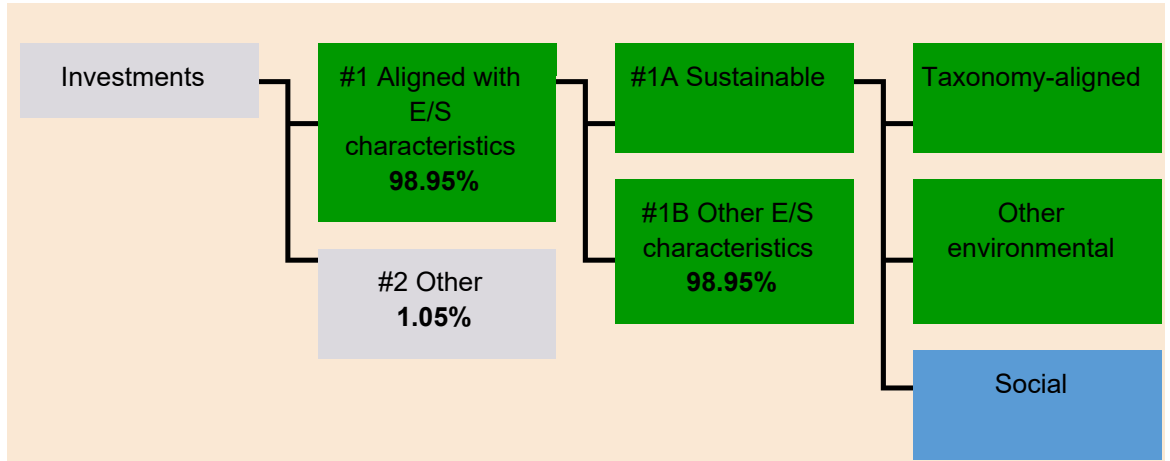 Investments
#1 Aligned with
E/S
characteristics
98.95%
#2 Other
1.05%
#1A Sustainable
#1B Other E/S
characteristics
98.95%
Taxonomy-aligned
Other
environmental
Social